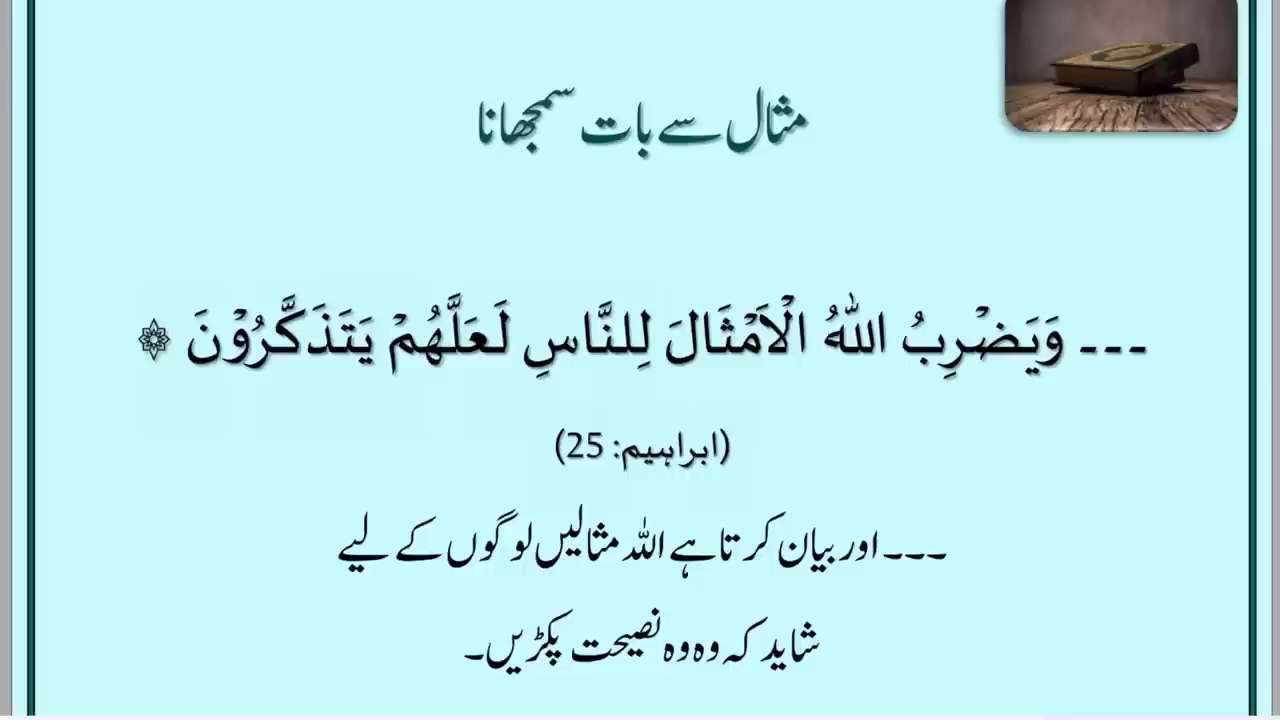 مثال سے بات سمجھانا
۔۔۔ وَيَضْرِبُ اللّٰهُ الْاَمْثَالَ لِلنَّاسِ لَعَلَّهُمْ يَتَذَكَّرُوْنَ ۞
(ابراہیم: 25)
۔۔۔ اور بیان کرتا ہے اللہ مثالیں لوگوں کے لیے
شاید کہ وہ وہ نصیحت پکڑیں۔